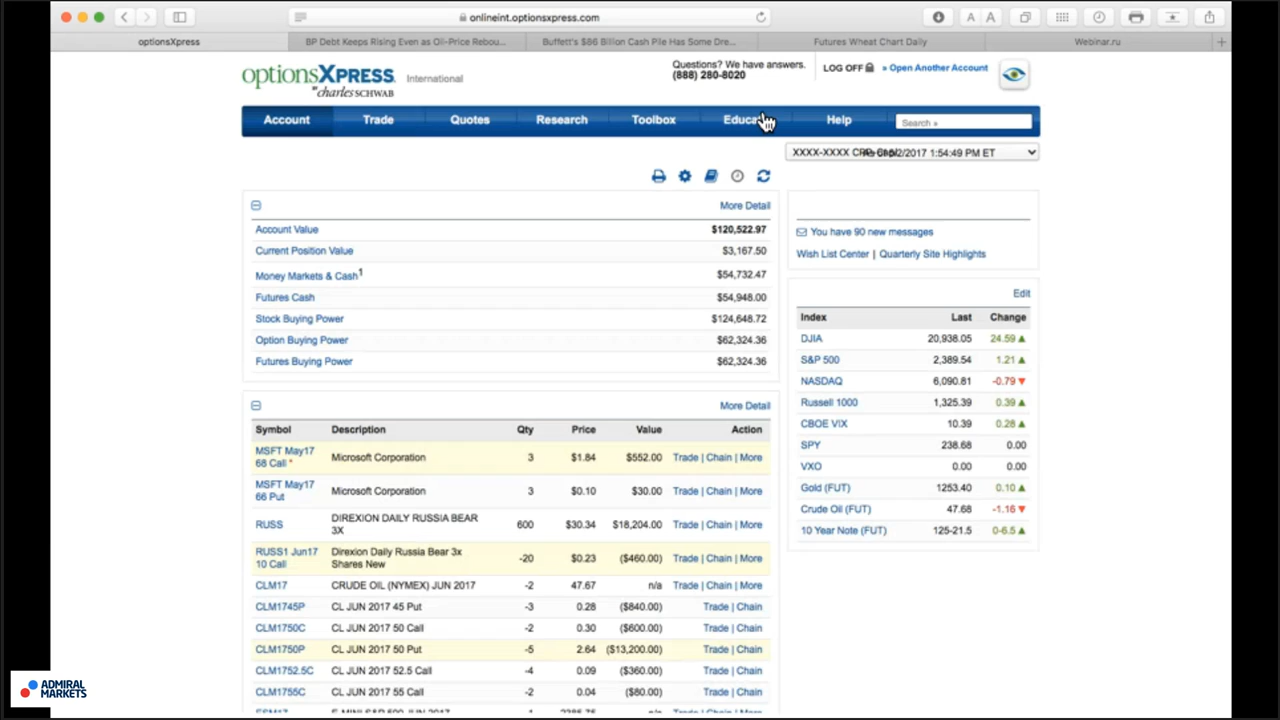 onlineint.optionsxpress.com
A A
optionsXpress
BP Debt Keeps Rising Even as Oil-Price Rebou...
Buffett's $86 Billion Cash Pile Has Some Dre...
Futures Wheat Chart Daily
Webinar.ru
optionsXPRESS International
by charles SCHWAB
Questions? We have answers.
(888) 280-8020
LOG OFF » Open Another Account
Account Trade Quotes Research Toolbox Educa Help Search »
XXXX-XXXX 2017 1:54:49 PM ET
More Detail
Account Value $120,522.97
Current Position Value $3,167.50
Money Markets & Cash1 $54,732.47
Futures Cash $54,948.00
Stock Buying Power $124,648.72
Option Buying Power $62,324.36
Futures Buying Power $62,324.36
You have 90 new messages
Wish List Center | Quarterly Site Highlights
Edit
Index Last Change
DJIA 20,938.05 24.59
S&P 500 2,389.54 1.21
NASDAQ 6,090.81 -0.79
Russell 1000 1,325.39 0.39
CBOE VIX 10.39 0.28
SPY 238.68 0.00
VXO 0.00 0.00
Gold (FUT) 1253.40 0.10
Crude Oil (FUT) 47.68 -1.16
10 Year Note (FUT) 125-21.5 0-6.5
More Detail
Symbol Description Qty Price Value Action
MSFT May17 68 Call * Microsoft Corporation 3 $1.84 $552.00 Trade | Chain | More
MSFT May17 66 Put Microsoft Corporation 3 $0.10 $30.00 Trade | Chain | More
RUSS DIREXION DAILY RUSSIA BEAR 3X 600 $30.34 $18,204.00 Trade | Chain | More
RUSS1 Jun17 10 Call Direxion Daily Russia Bear 3x Shares New -20 $0.23 ($460.00) Trade | Chain | More
CLM17 CRUDE OIL (NYMEX) JUN 2017 -2 47.67 n/a Trade | Chain | More
CLM1745P CL JUN 2017 45 Put -3 0.28 ($840.00) Trade | Chain
CLM1750C CL JUN 2017 50 Call -2 0.30 ($600.00) Trade | Chain
CLM1750P CL JUN 2017 50 Put -5 2.64 ($13,200.00) Trade | Chain
CLM1752.5C CL JUN 2017 52.5 Call -4 0.09 ($360.00) Trade | Chain
CLM1755C CL JUN 2017 55 Call -2 0.04 ($80.00) Trade | Chain
ADMIRAL
MARKETS